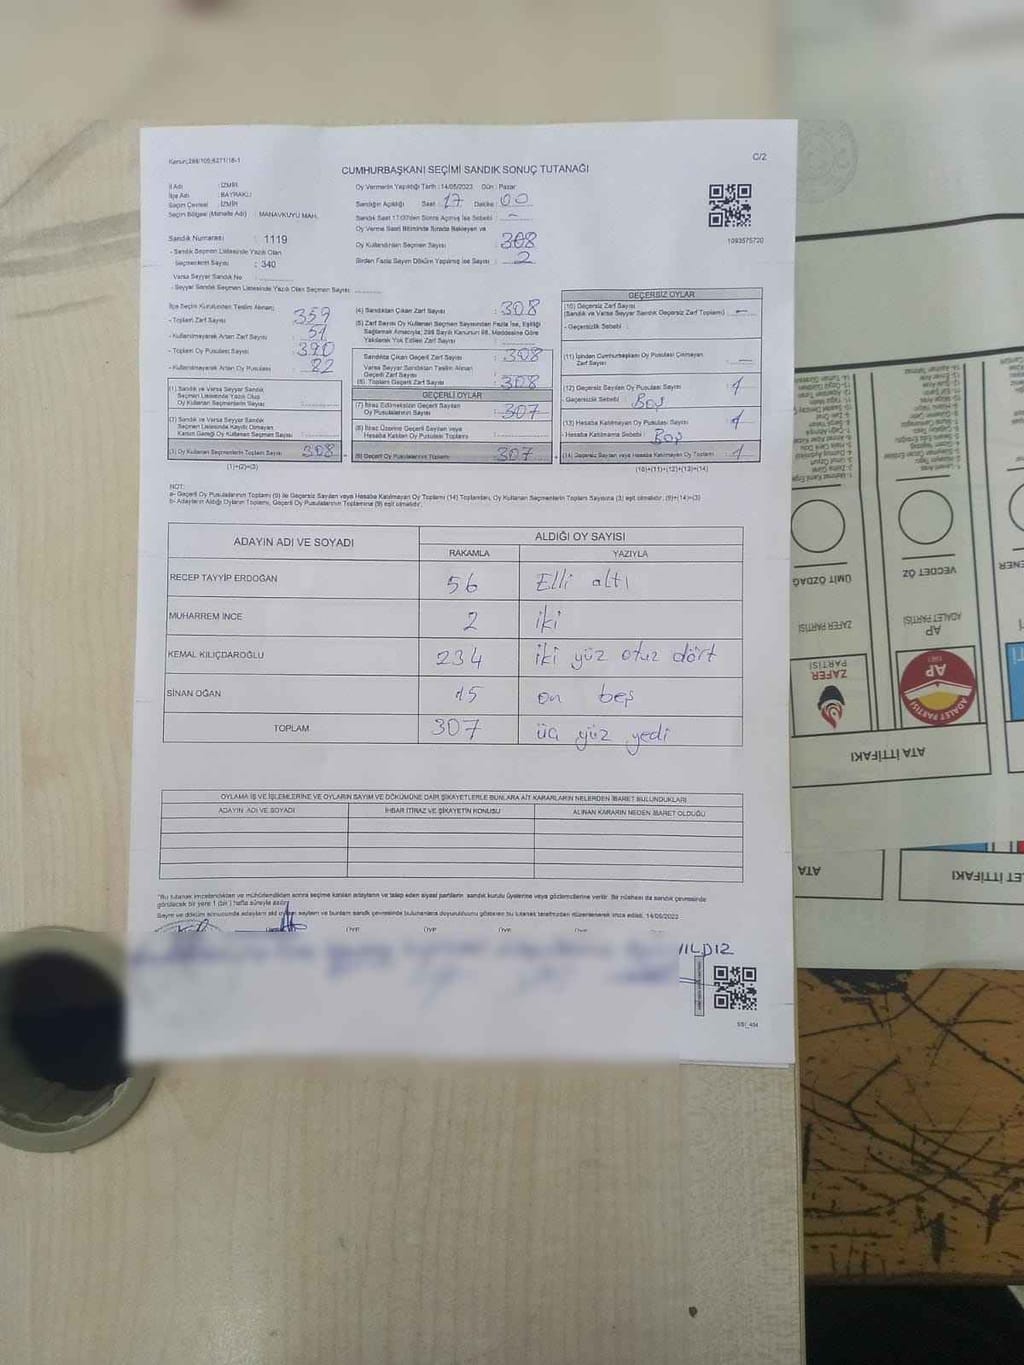 Kanun:298/105;6271/18-1
C/2
CUMHURBAŞKANI SEÇİMİ SANDIK SONUÇ TUTANAĞI
İl Adı : İZMİR
İlçe Adı : BAYRAKLI
Seçim Çevresi : İZMİR
Seçim Bölgesi (Mahalle Adı) : MANAVKUYU MAH.
Sandık Numarası : 1119
- Sandık Seçmen Listesinde Yazılı Olan
Seçmenlerin Sayısı : 340
Varsa Seyyar Sandık No :
- Seyyar Sandık Seçmen Listesinde Yazılı Olan Seçmen Sayısı :
Oy Vermenin Yapıldığı Tarih : 14/05/2023 Gün : Pazar
Sandığın Açıldığı Saat 17 Dakika : 00
Sandık Saat 17:00'den Sonra Açılmış İse Sebebi : -
Oy Verme Saati Bitiminde Sırada Bekleyen ve
Oy Kullandırılan Seçmen Sayısı : 308
Birden Fazla Sayım Döküm Yapılmış İse Sayısı : 2
1093575720
İlçe Seçim Kurulundan Teslim Alınan;
- Toplam Zarf Sayısı : 359
- Kullanılmayarak Artan Zarf Sayısı : 51
- Toplam Oy Pusulası Sayısı : 390
- Kullanılmayarak Artan Oy Pusulası : 82
(1) Sandık ve Varsa Seyyar Sandık
Seçmen Listesinde Yazılı Olup
Oy Kullanan Seçmenlerin Sayısı :
(2) Sandık ve Varsa Seyyar Sandık
Seçmen Listesinde Kayıtlı Olmayan
Kanun Gereği Oy Kullanan Seçmen Sayısı :
(3) Oy Kullanan Seçmenlerin Toplam Sayısı : 308
(1)+(2)=(3)
(4) Sandıktan Çıkan Zarf Sayısı : 308
(5) Zarf Sayısı Oy Kullanan Seçmen Sayısından Fazla İse, Eşitliği
Sağlamak Amacıyla; 298 Sayılı Kanunun 98. Maddesine Göre
Yakılarak Yok Edilen Zarf Sayısı :
Sandıkta Çıkan Geçerli Zarf Sayısı : 308
Varsa Seyyar Sandıktan Teslim Alınan
Geçerli Zarf Sayısı :
(6) Toplam Geçerli Zarf Sayısı : 308
GEÇERLİ OYLAR
(7) İtiraz Edilmeksizin Geçerli Sayılan
Oy Pusulalarının Sayısı : 307
(8) İtiraz Üzerine Geçerli Sayılan veya
Hesaba Katılan Oy Pusulaları Toplamı :
(9) Geçerli Oy Pusulalarının Toplamı : 307
GEÇERSİZ OYLAR
(10) Geçersiz Zarf Sayısı
(Sandık ve Varsa Seyyar Sandık Geçersiz Zarf Toplamı) : -
- Geçersizlik Sebebi :
(11) İçinden Cumhurbaşkanı Oy Pusulası Çıkmayan
Zarf Sayısı : -
(12) Geçersiz Sayılan Oy Pusulası Sayısı : 1
- Geçersizlik Sebebi : Boş
(13) Hesaba Katılmayan Oy Pusulası Sayısı : 1
- Hesaba Katılmama Sebebi : Boş
(14) Geçersiz Sayılan veya Hesaba Katılmayan Oy Toplamı : 1
(10)+(11)+(12)+(13)=(14)
NOT:
a- Geçerli Oy Pusulalarının Toplamı (9) ile Geçersiz Sayılan veya Hesaba Katılmayan Oy Toplamı (14) Toplamları, Oy Kullanan Seçmenlerin Toplam Sayısına (3) eşit olmalıdır. (9)+(14)=(3)
b- Adayların Aldığı Oyların Toplamı, Geçerli Oy Pusulalarının Toplamına (9) eşit olmalıdır.
ADAYIN ADI VE SOYADI
ALDIĞI OY SAYISI
RAKAMLA YAZIYLA
RECEP TAYYİP ERDOĞAN 56 Elli altı
MUHARREM İNCE 2 iki
KEMAL KILIÇDAROĞLU 234 iki yüz otuz dört
SİNAN OĞAN 15 on beş
TOPLAM 307 üç yüz yedi
OYLAMA İŞ VE İŞLEMLERİNE VE OYLARIN SAYIM VE DÖKÜMÜNE DAİR ŞİKAYETLERLE BUNLARA AİT KARARLARIN NELERDEN İBARET BULUNDUKLARI
ADAYIN ADI VE SOYADI İHBAR İTİRAZ VE ŞİKAYETİN KONUSU ALINAN KARARIN NEDEN İBARET OLDUĞU
*Bu tutanak imzalandıktan ve mühürlendikten sonra seçime katılan adayların ve talep eden siyasi partilerin sandık kurulu üyelerine veya gözlemcilerine verilir. Bir nüshası da sandık çevresinde
görülecek bir yere 1 (bir) hafta süreyle asılır.
Sayım ve döküm sonucunda adayların aldığı oyların sayıları ve bunların sandık çevresinde bulunanlara duyurulduğunu gösteren bu tutanak tarafımızdan düzenlenerek imza edildi. 14/05/2023
YILDIZ
ATA İTTİFAKI
ZAFER
PARTİSİ
ZAFER PARTİSİ
ÜMİT ÖZDAĞ
ADALET PARTİSİ
AP
1961
AP
ADALET PARTİSİ
VECDET ÖZ
ATA